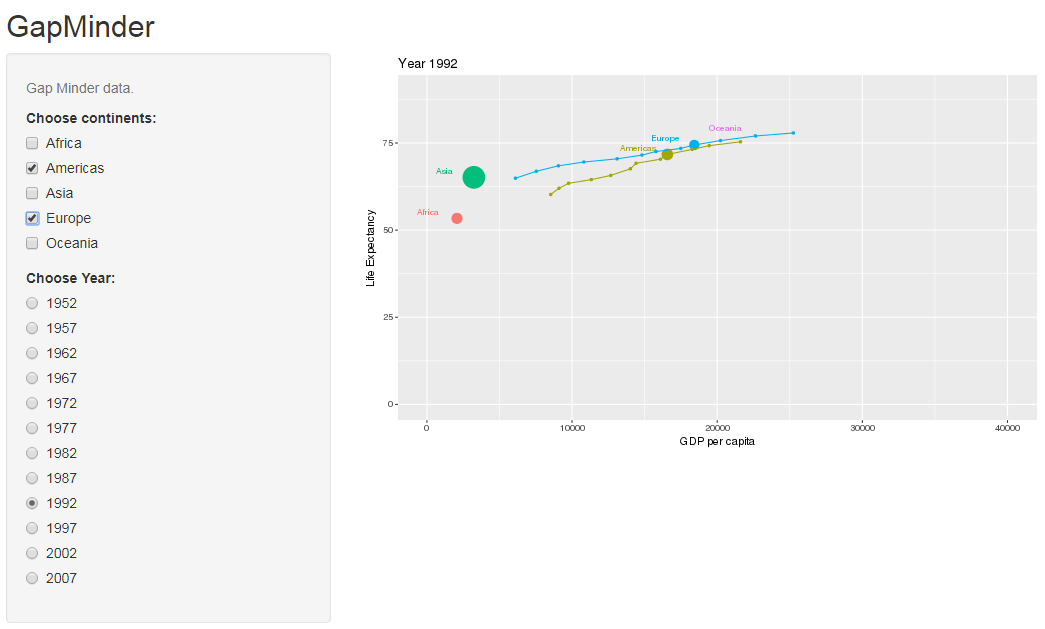 GapMinder
Gap Minder data.
Choose continents:
Africa
Americas
Asia
Europe
Oceania
Choose Year:
1952
1957
1962
1967
1972
1977
1982
1987
1992
1997
2002
2007
Year 1992
Life Expectancy
75
50
25
0
Oceania
Europe
Americas
Asia
Africa
0 10000 20000 30000 40000
GDP per capita